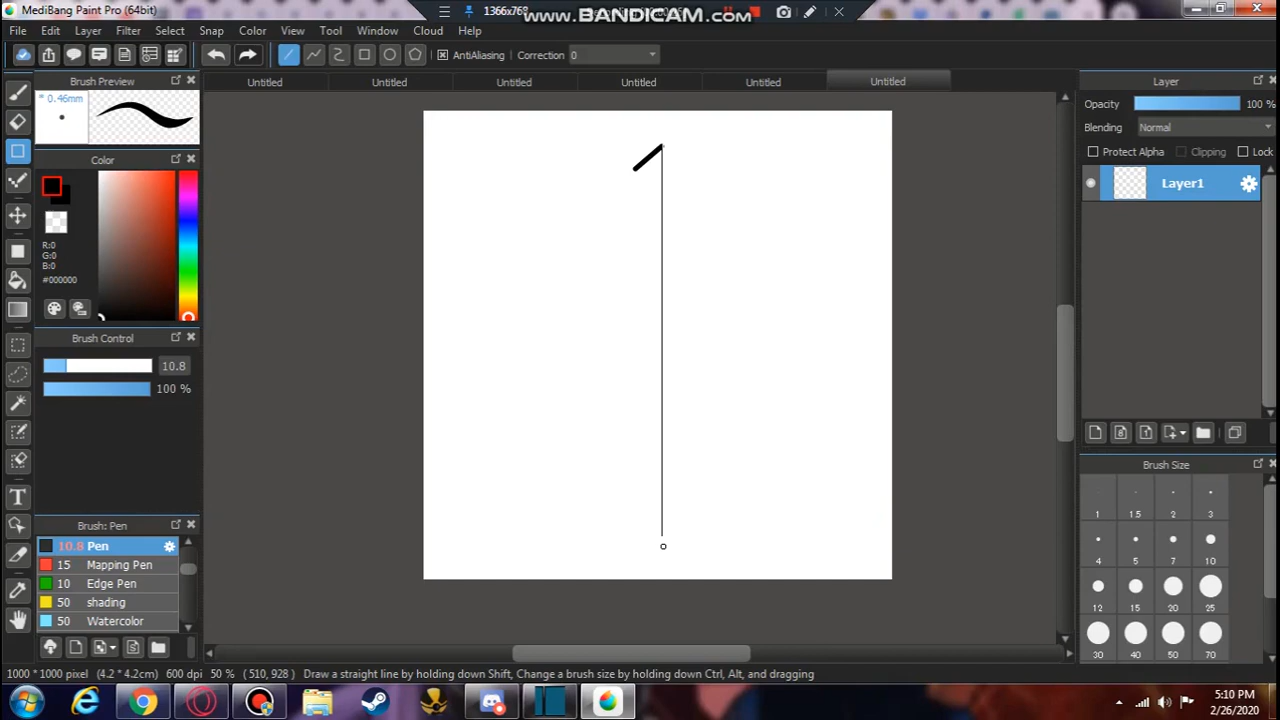 MediBang Paint Pro (64bit)
1366x768
www.BANDICAM.com
File Edit Layer Filter Select Snap Color View Tool Window Cloud Help
AntiAliasing Correction 0
Brush Preview
Untitled Untitled Untitled Untitled Untitled Untitled
Layer
* 0.46mm
Opacity 100 %
Blending Normal
Color
Protect Alpha Clipping Lock
Layer1
R:0
G:0
B:0
#000000
Brush Control
10.8
100 %
Brush Size
1 1.5 2 3
4 5 7 10
12 15 20 25
30 40 50 70
Brush: Pen
10.8 Pen
15 Mapping Pen
10 Edge Pen
50 shading
50 Watercolor
T
1000 * 1000 pixel (4.2 * 4.2cm) 600 dpi 50 % (510, 928) Draw a straight line by holding down Shift, Change a brush size by holding down Ctrl, Alt, and dragging
5:10 PM
2/26/2020